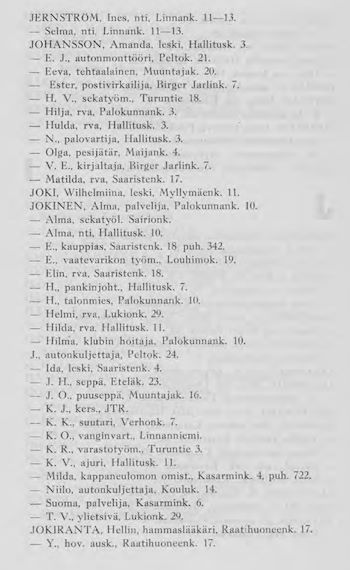 JERNSTRÖM, Ines, nti, Linnank. 11—13.
— Selma, nti, Linnank. 11—13.
JOHANSSON, Amanda, leski, Hallitusk. 3.
— E. J., autonmonttööri, Peltok. 21.
— Eeva, tehtaalainen, Muuntajak. 20.
— Ester, postivirkailija, Birger Jarlink. 7.
— H. V., sekatyöm., Turuntie 18.
— Hilja, rva, Palokunnank. 3.
— Hulda, rva, Hallitusk. 3.
— N., palovartija, Hallitusk. 3.
— Olga, pesijätär, Maijank. 4.
— V. E., kirjaltaja, Birger Jarlink. 7.
— Matilda, rva, Saaristenk. 17.
JOKI, Wilhelmiina, leski, Myllymäenk. 11.
JOKINEN, Alma, palvelija, Palokunnank. 10.
— Alma, sekatyöl. Sairionk.
— Alma, nti, Hallitusk. 10.
— E., kauppias, Saaristenk. 18 puh. 342.
— E., vaatevarikon työm., Louhimok. 19.
— Elin, rva, Saaristenk. 18.
— H., pankinjoht., Hallitusk. 7.
— H., talonmies, Palokunnank. 10.
— Helmi, rva, Lukionk. 29.
— Hilda, rva, Hallitusk. 11.
— Hilma, klubin hoitaja, Palokunnank. 10.
J., autonkuljettaja, Peltok. 24.
— Ida, leski, Saaristenk. 4.
— J. H., seppä, Eteläk. 23.
— J. O., puuseppä, Muuntajak. 16.
— K. J., kers., JTR.
— K. K., suutari, Verhonk. 7.
— K. O., vanginvart., Linnanniemi.
— K. R., varastotyöm., Turuntie 3.
— K. V., ajuri, Hallitusk. 11.
— Milda, kappaneulomon omist., Kasarmink. 4, puh. 722.
— Niilo, autonkuljettaja, Kouluk. 14.
— Suoma, palvelija, Kasarmink. 6.
— T. V., ylietsivä, Lukionk. 29.
JOKIRANTA, Hellin, hammaslääkäri, Raatihuoneenk. 17.
— Y., hov. ausk., Raatihuoneenk. 17.